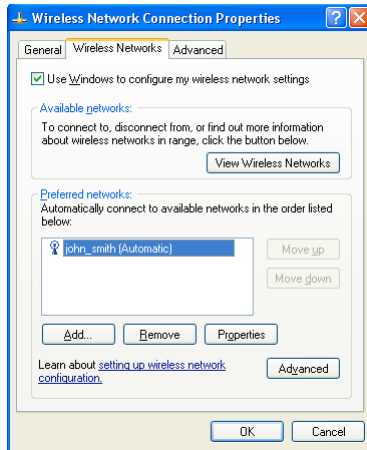 Wireless Network Connection Properties
General Wireless Networks Advanced
Use Windows to configure my wireless network settings
Available networks:
To connect to, disconnect from, or find out more information
about wireless networks in range, click the button below.
View Wireless Networks
Preferred networks:
Automatically connect to available networks in the order listed
below:
john_smith (Automatic)
Move up
Move down
Add... Remove Properties
Learn about setting up wireless network
configuration.
Advanced
OK Cancel